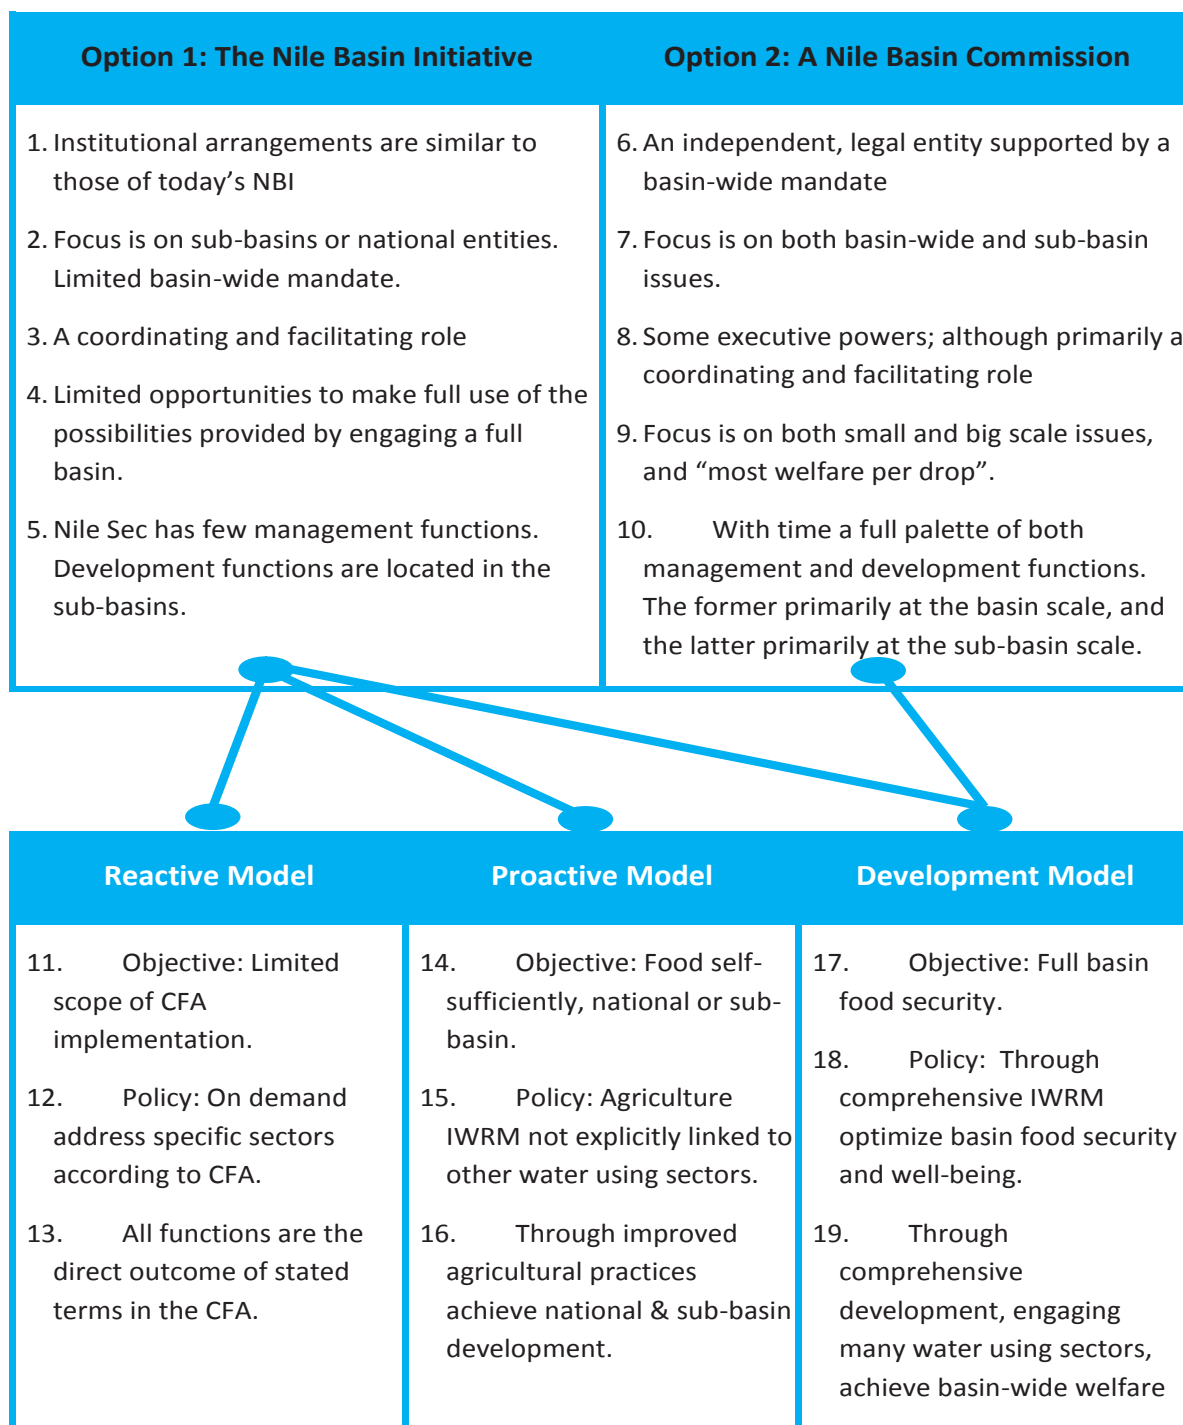 Option 1: The Nile Basin Initiative
Option 2: A Nile Basin Commission
1. Institutional arrangements are similar to
those of today’s NBI
2. Focus is on sub-basins or national entities.
Limited basin-wide mandate.
3. A coordinating and facilitating role
4. Limited opportunities to make full use of the
possibilities provided by engaging a full
basin.
5. Nile Sec has few management functions.
Development functions are located in the
sub-basins.
6. An independent, legal entity supported by a
basin-wide mandate
7. Focus is on both basin-wide and sub-basin
issues.
8. Some executive powers; although primarily a
coordinating and facilitating role
9. Focus is on both small and big scale issues,
and “most welfare per drop”.
10. With time a full palette of both
management and development functions.
The former primarily at the basin scale, and
the latter primarily at the sub-basin scale.
Reactive Model
Proactive Model
Development Model
11. Objective: Limited
scope of CFA
implementation.
12. Policy: On demand
address specific sectors
according to CFA.
13. All functions are the
direct outcome of stated
terms in the CFA.
14. Objective: Food self-
sufficiently, national or sub-
basin.
15. Policy: Agriculture
IWRM not explicitly linked to
other water using sectors.
16. Through improved
agricultural practices
achieve national & sub-basin
development.
17. Objective: Full basin
food security.
18. Policy: Through
comprehensive IWRM
optimize basin food security
and well-being.
19. Through
comprehensive
development, engaging
many water using sectors,
achieve basin-wide welfare